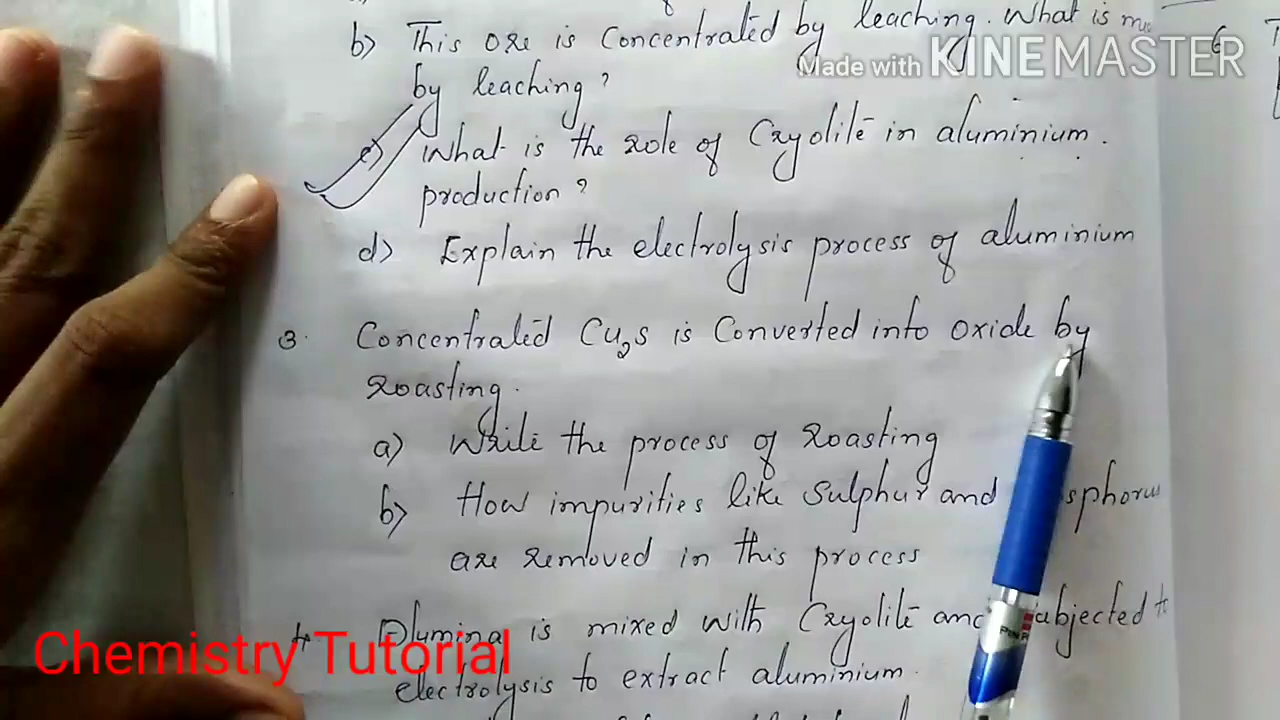 b) This ore is concentrated by leaching. What is
Made with KINEMASTER
by leaching?
c) What is the role of Cryolite in aluminium.
production?
d) Explain the electrolysis process of aluminium
3. Concentrated Cu2S is Converted into oxide by
roasting.
a) Write the process of roasting
b) How impurities like Sulphur and
are removed in this process
4. Alumina is mixed with Cryolite and
Chemistry Tutorial
electrolysis to extract aluminium.